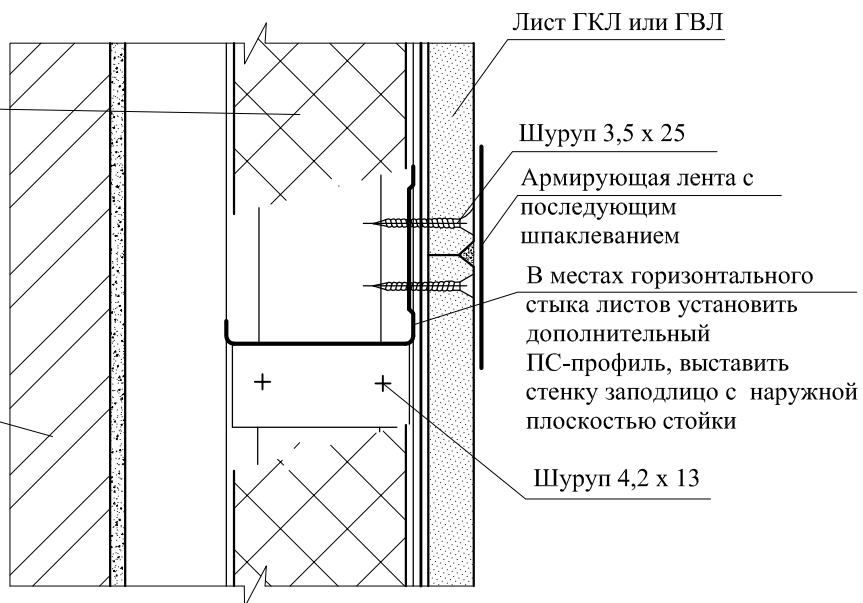 Лист ГКЛ или ГВЛ
Шуруп 3,5 х 25
Армирующая лента с
последующим
шпаклеванием
В местах горизонтального
стыка листов установить
дополнительный
ПС-профиль, выставить
стенку заподлицо с наружной
плоскостью стойки
Шуруп 4,2 х 13